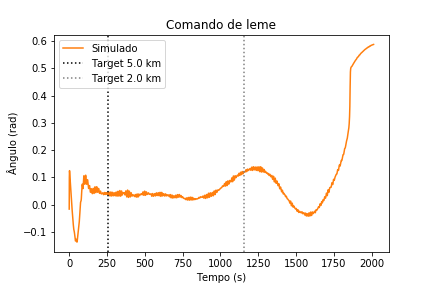 Comando de leme
Simulado
Target 5.0 km
Target 2.0 km
Ângulo (rad)
0.6
0.5
0.4
0.3
0.2
0.1
0.0
−0.1
0 250 500 750 1000 1250 1500 1750 2000
Tempo (s)